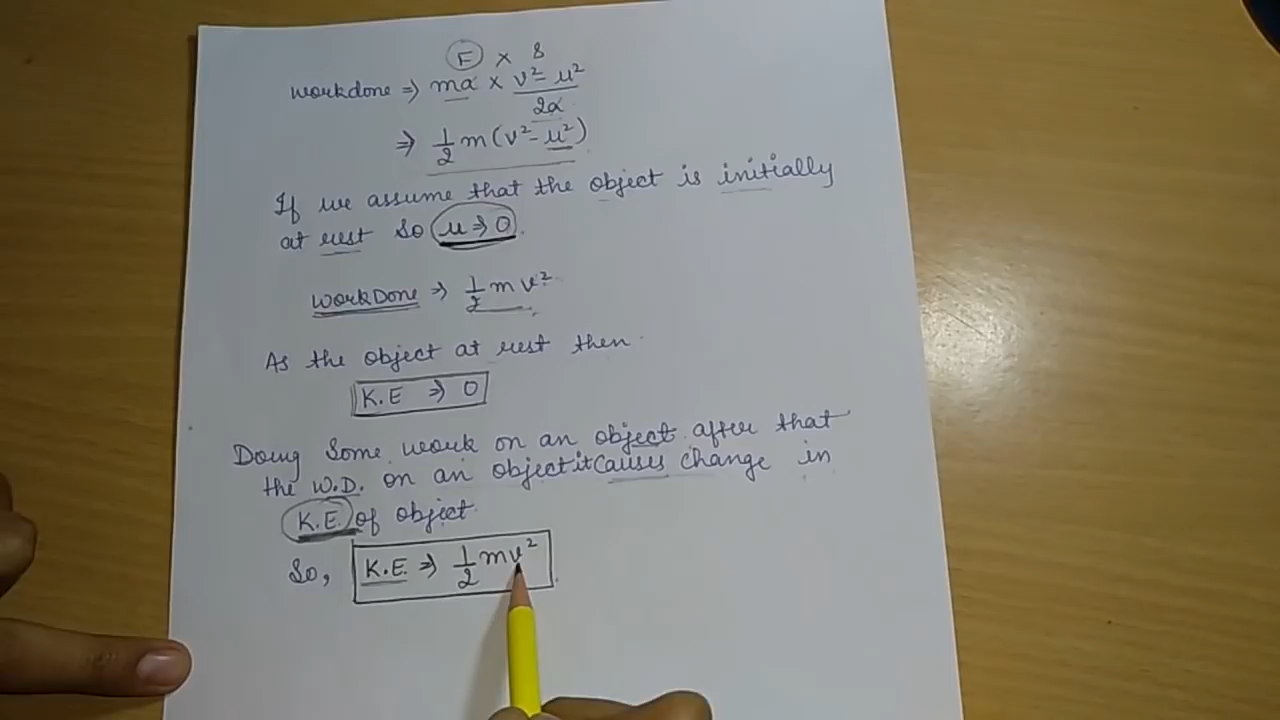 F × s
workdone ⇒ ma × v² - u² / 2a
⇒ 1/2 m (v² - u²)
If we assume that the object is initially
at rest So u ⇒ 0.
WorkDone ⇒ 1/2 m v²
As the object at rest then.
K.E ⇒ 0
Doing Some work on an object after that
the W.D. on an object it causes change in
K.E. of object.
So, K.E. ⇒ 1/2 mv²